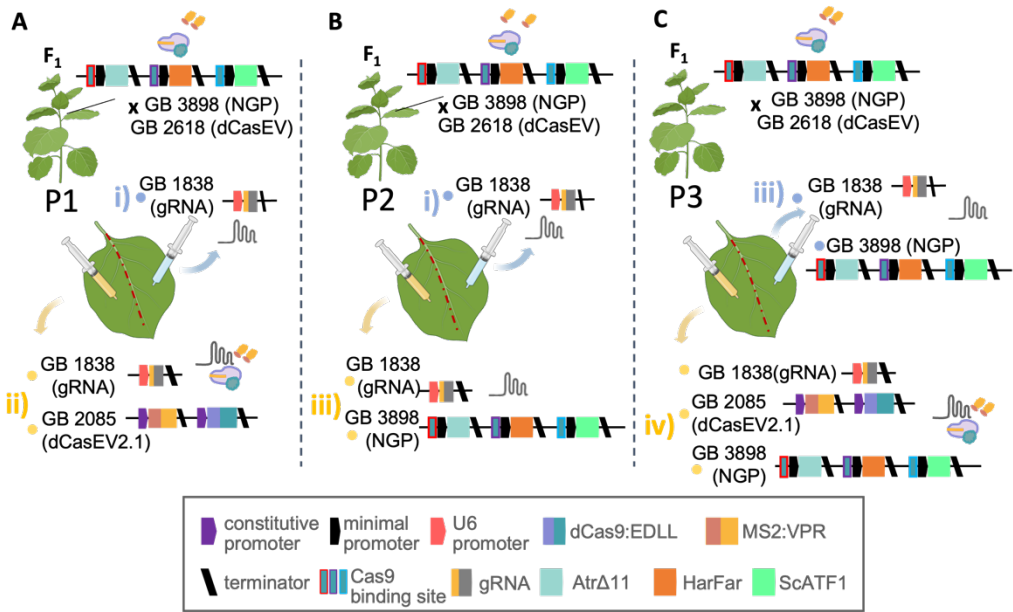 A
F1
x GB 3898 (NGP)
GB 2618 (dCasEV)
P1
i) GB 1838
(gRNA)
ii)
GB 1838
(gRNA)
GB 2085
(dCasEV2.1)
B
F1
x GB 3898 (NGP)
GB 2618 (dCasEV)
P2
i) GB 1838
(gRNA)
iii)
GB 1838
(gRNA)
GB 3898
(NGP)
C
F1
x GB 3898 (NGP)
GB 2618 (dCasEV)
P3
iii) GB 1838
(gRNA)
GB 3898 (NGP)
iv)
GB 1838(gRNA)
GB 2085
(dCasEV2.1)
GB 3898
(NGP)
constitutive
promoter
minimal
promoter
U6
promoter
dCas9:EDLL
MS2:VPR
terminator
Cas9
binding site
gRNA
AtrΔ11
HarFar
ScATF1